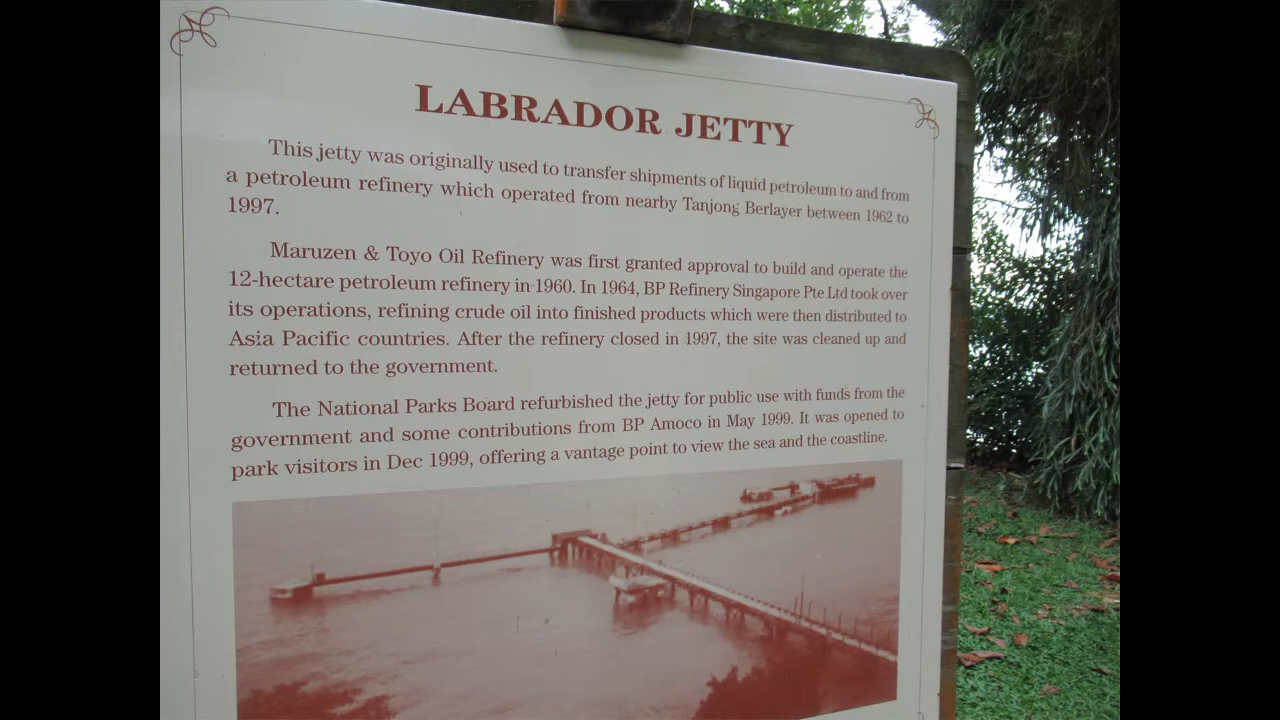 LABRADOR JETTY
This jetty was originally used to transfer shipments of liquid petroleum to and from
a petroleum refinery which operated from nearby Tanjong Berlayer between 1962 to
1997.
Maruzen & Toyo Oil Refinery was first granted approval to build and operate the
12-hectare petroleum refinery in 1960. In 1964, BP Refinery Singapore Pte Ltd took over
its operations, refining crude oil into finished products which were then distributed to
Asia Pacific countries. After the refinery closed in 1997, the site was cleaned up and
returned to the government.
The National Parks Board refurbished the jetty for public use with funds from the
government and some contributions from BP Amoco in May 1999. It was opened to
park visitors in Dec 1999, offering a vantage point to view the sea and the coastline.